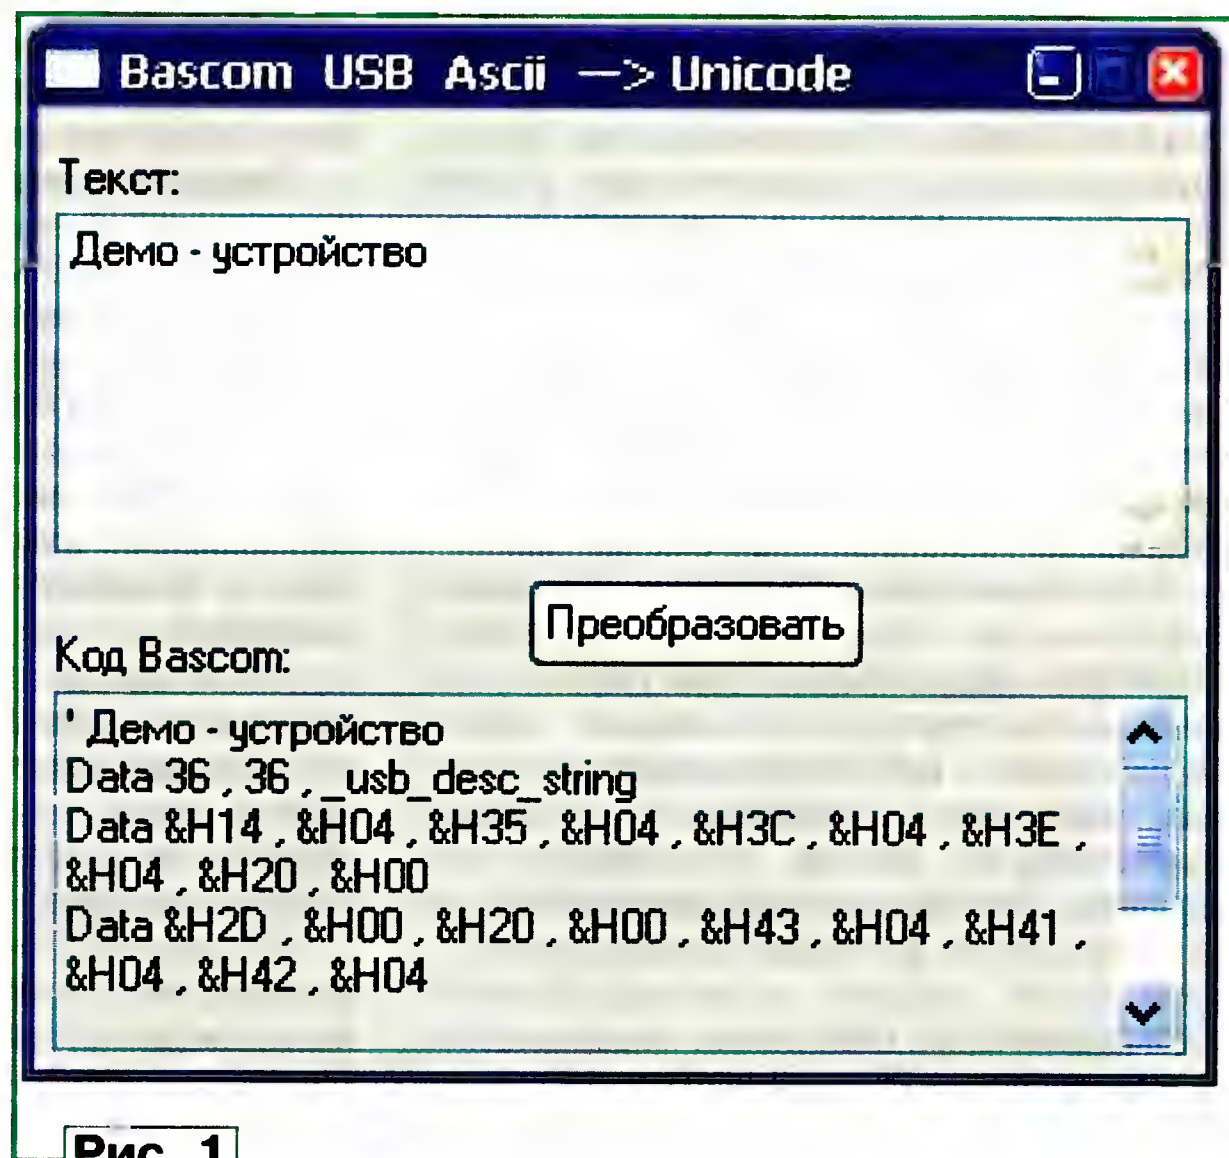 Bascom USB Ascii —> Unicode
Текст:
Демо - устройство
Преобразовать
Код Bascom:
' Демо - устройство
Data 36 , 36 , _usb_desc_string
Data &H14 , &H04 , &H35 , &H04 , &H3C , &H04 , &H3E ,
&H04 , &H20 , &H00
Data &H2D , &H00 , &H20 , &H00 , &H43 , &H04 , &H41 ,
&H04 , &H42 , &H04
Рис. 1